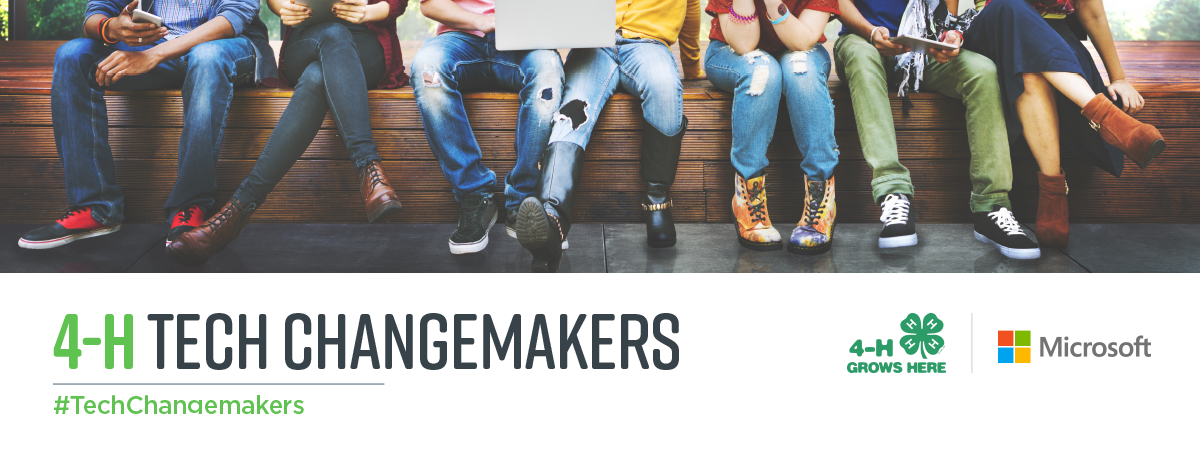 4-H TECH CHANGEMAKERS
#TechChangemakers
4-H
GROWS HERE
H H H H
Microsoft